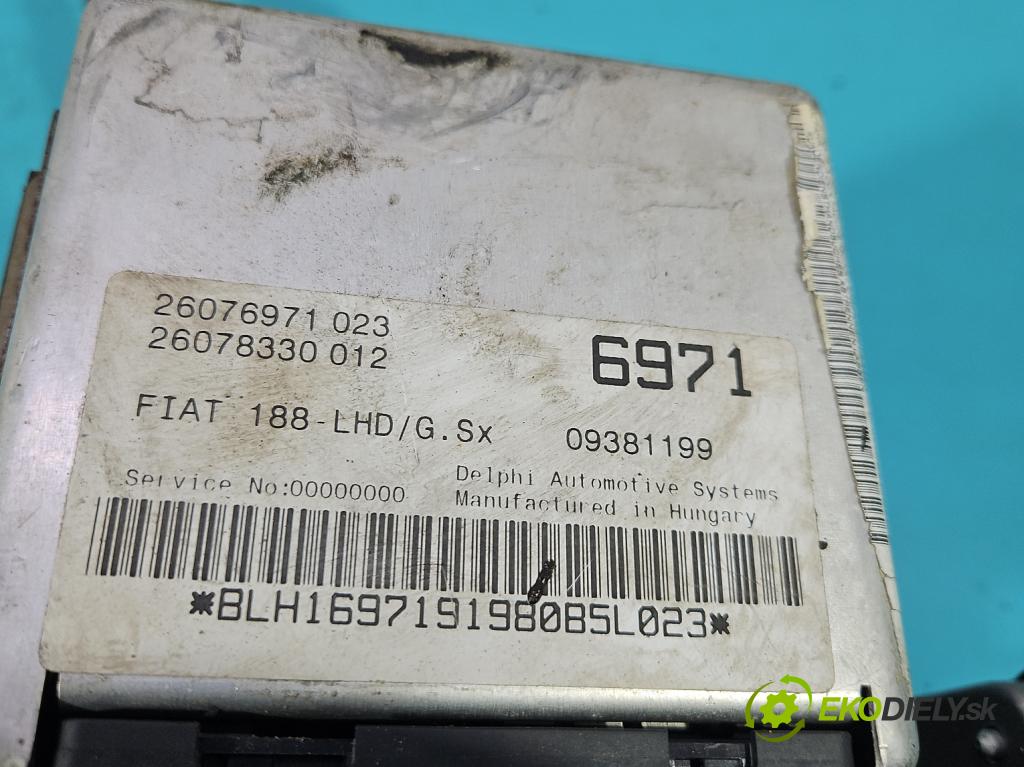 26076971 023
26078330 012
6971
FIAT 188-LHD/G.Sx 09381199
Service No:00000000
Delphi Automotive Systems
Manufactured in Hungary
*BLH1697191980B5L023*
EKODIELY.sk